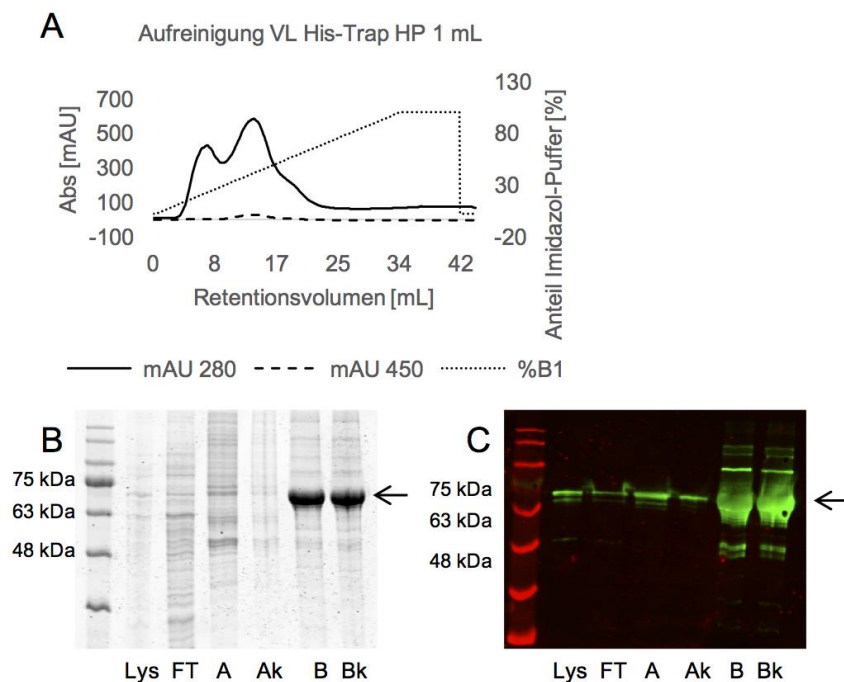 A
Aufreinigung VL His-Trap HP 1 mL
700
500
300
100
-100
Abs [mAU]
130
80
30
-20
Anteil Imidazol-Puffer [%]
0 8 17 25 34 42
Retentionsvolumen [mL]
mAU 280 mAU 450 %B1
B
75 kDa
63 kDa
48 kDa
Lys FT A Ak B Bk
C
75 kDa
63 kDa
48 kDa
Lys FT A Ak B Bk